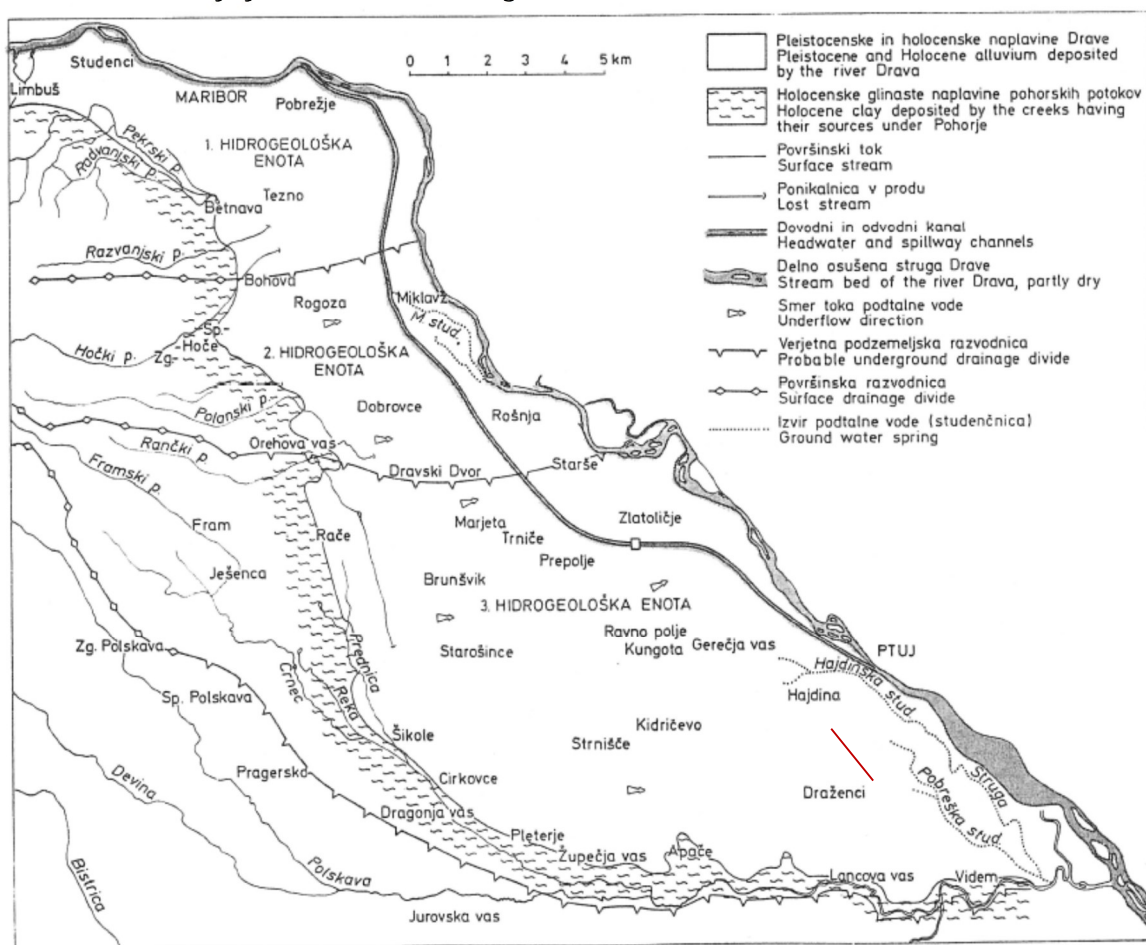 Studenci
Limbuš
MARIBOR
Pobrežje
0 1 2 3 4 5 km
Pekrski p.
Radvanjski p.
1. HIDROGEOLOŠKA
ENOTA
Tezno
Betnava
Razvanjski p.
Bohova
Rogoza
Miklavž
M. stud.
Sp.-
Hoče
Zg.-
Hočki p.
2. HIDROGEOLOŠKA
ENOTA
Polanski p.
Dobrovce
Rošnja
Rančki p.
Orehova vas
Dravski Dvor
Starše
Framski p.
Fram
Rače
Marjeta
Trniče
Zlatoličje
Prepolje
Ješenca
Brunšvik
3. HIDROGEOLOŠKA ENOTA
Zg. Polskava
Starošince
Ravno polje
Kungota
Gerečja vas
PTUJ
Prednica
Črnec
Reka
Sp. Polskava
Hajdinska stud.
Hajdina
Šikole
Kidričevo
Strnišče
Devina
Pragersko
Cirkovce
Draženci
Struga
Pobreška stud.
Dragonja vas
Pleterje
Župečja vas
Apače
Lancova vas
Videm
Bistrica
Polskava
Jurovska vas
Pleistocenske in holocenske naplavine Drave
Pleistocene and Holocene alluvium deposited
by the river Drava
Holocenske glinaste naplavine pohorskih potokov
Holocene clay deposited by the creeks having
their sources under Pohorje
Površinski tok
Surface stream
Ponikalnica v produ
Lost stream
Dovodni in odvodni kanal
Headwater and spillway channels
Delno osušena struga Drave
Stream bed of the river Drava, partly dry
Smer toka podtalne vode
Underflow direction
Verjetna podzemeljska razvodnica
Probable underground drainage divide
Površinska razvodnica
Surface drainage divide
Izvir podtalne vode (studenčnica)
Ground water spring